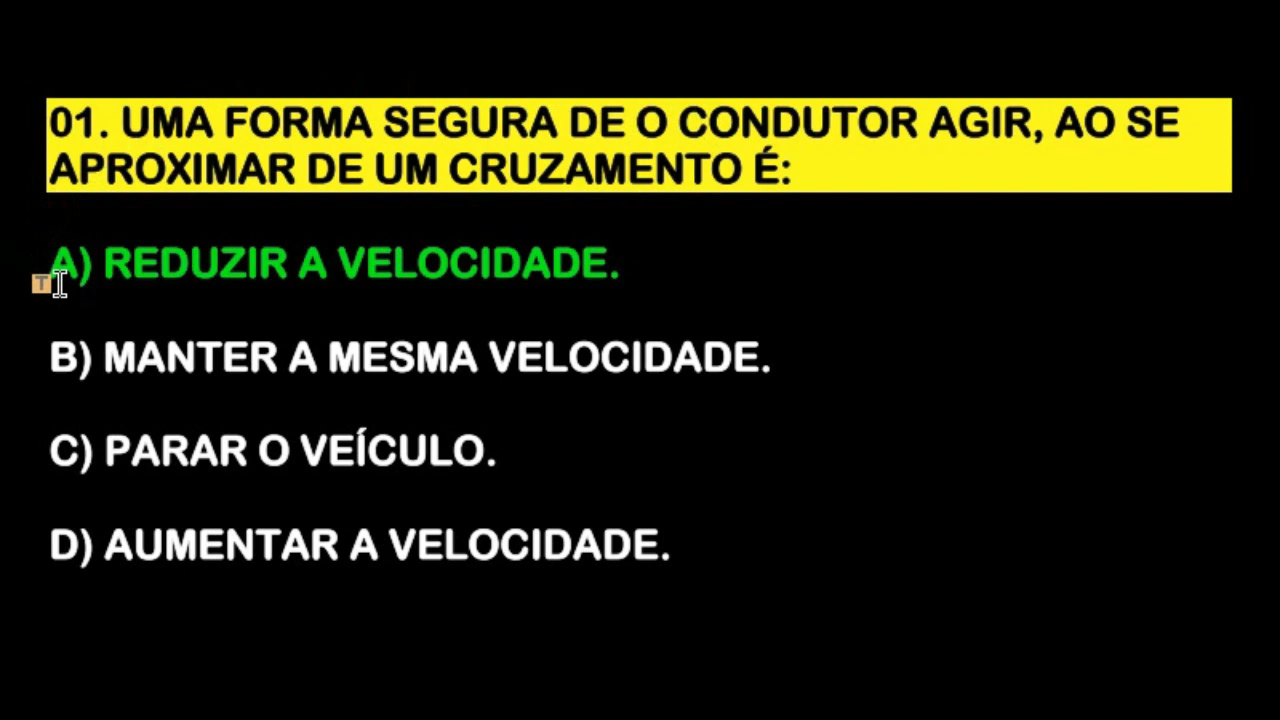 01. UMA FORMA SEGURA DE O CONDUTOR AGIR, AO SE
APROXIMAR DE UM CRUZAMENTO É:
A) REDUZIR A VELOCIDADE.
T
B) MANTER A MESMA VELOCIDADE.
C) PARAR O VEÍCULO.
D) AUMENTAR A VELOCIDADE.